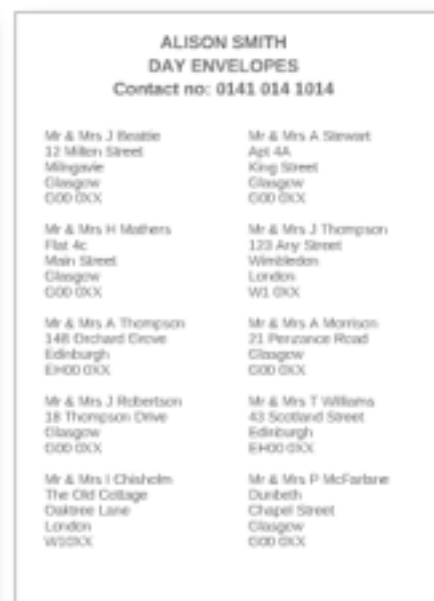 ALISON SMITH
DAY ENVELOPES
Contact no: 0141 014 1014
Mr & Mrs J Beattie
12 Milton Street
Milngavie
Glasgow
G00 0XX
Mr & Mrs H Mathers
Flat 4c
Main Street
Glasgow
G00 0XX
Mr & Mrs A Thompson
148 Orchard Grove
Edinburgh
EH00 0XX
Mr & Mrs J Robertson
18 Thompson Drive
Glasgow
G00 0XX
Mr & Mrs I Chisholm
The Old Cottage
Oaktree Lane
London
W10XX
Mr & Mrs A Stewart
Apt 4A
King Street
Glasgow
G00 0XX
Mr & Mrs J Thompson
123 Any Street
Wimbledon
London
W1 0XX
Mr & Mrs A Morrison
21 Penzance Road
Glasgow
G00 0XX
Mr & Mrs T Williams
43 Scotland Street
Edinburgh
EH00 0XX
Mr & Mrs P McFarlane
Dunbeth
Chapel Street
Glasgow
G00 0XX